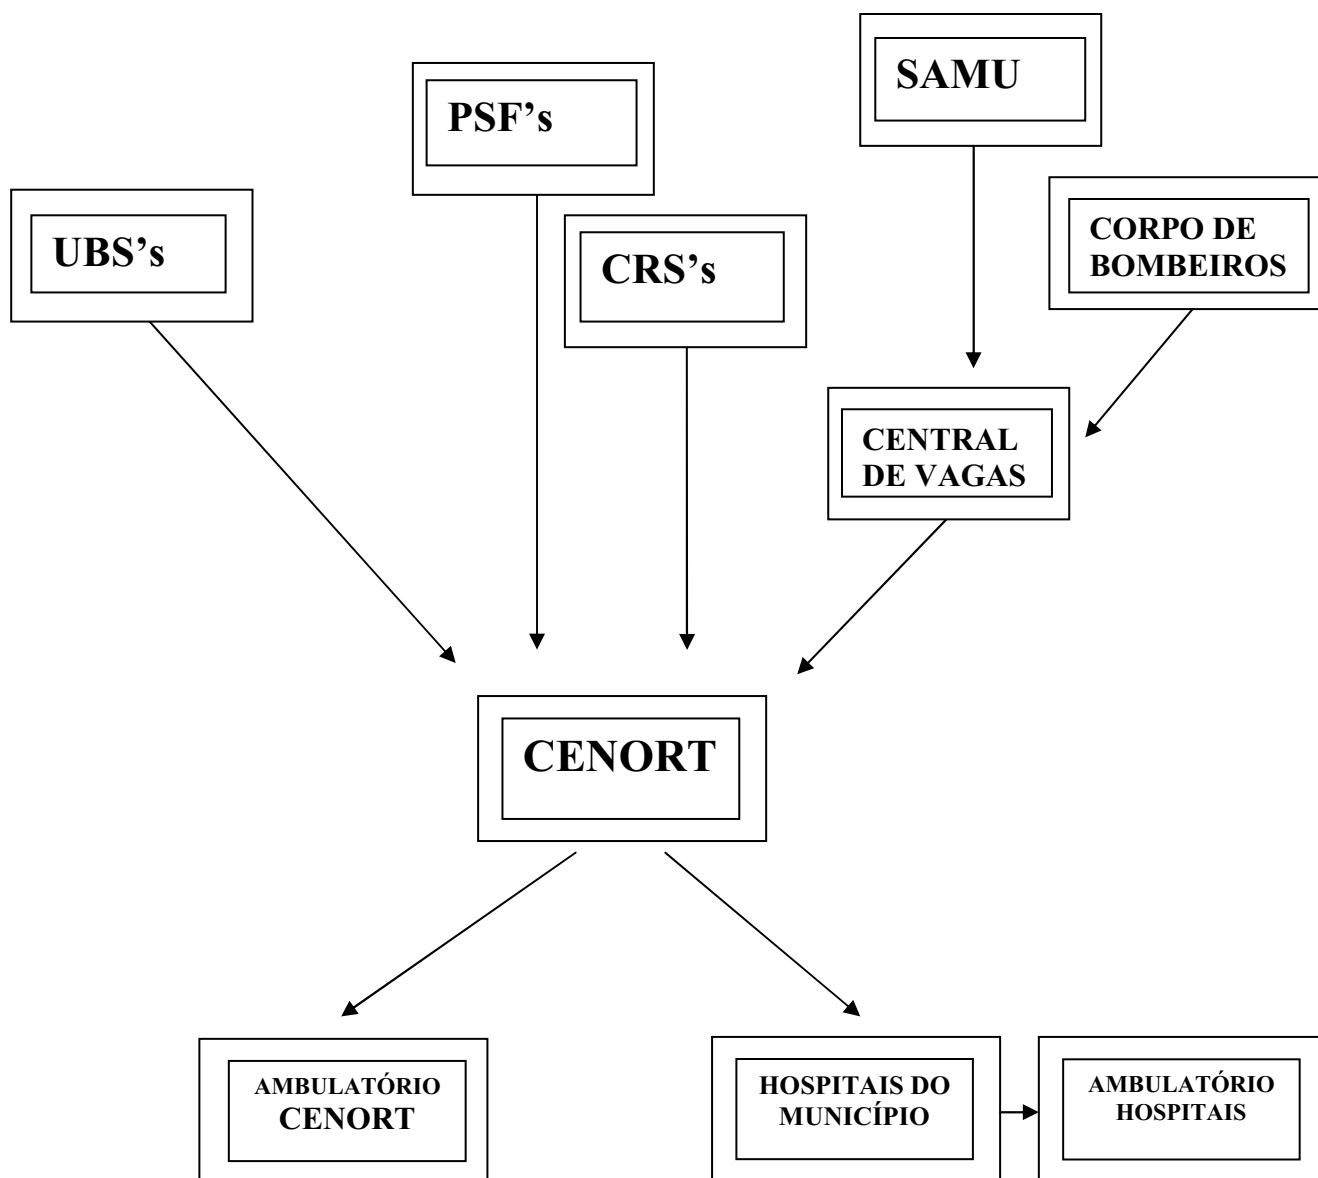 SAMU
PSF’s
CORPO DE
BOMBEIROS
UBS’s
CRS’s
CENTRAL
DE VAGAS
CENORT
AMBULATÓRIO
CENORT
HOSPITAIS DO
MUNICÍPIO
AMBULATÓRIO
HOSPITAIS